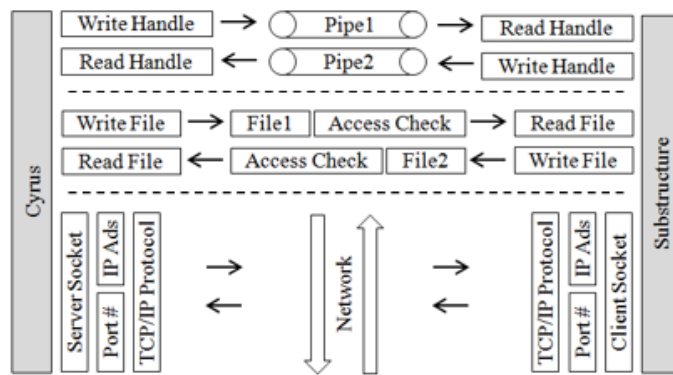 Cyrus
Write Handle Pipe1 Read Handle
Read Handle Pipe2 Write Handle
Write File File1 Access Check Read File
Read File Access Check File2 Write File
Server Socket
IP Ads
Port #
TCP/IP Protocol
Network
TCP/IP Protocol
IP Ads
Port #
Client Socket
Substructure